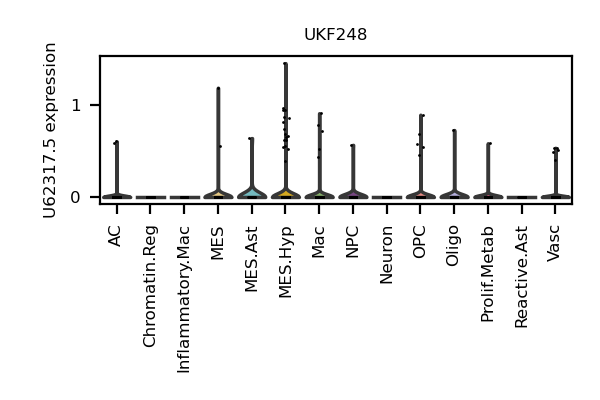 UKF248
U62317.5 expression
1
0
AC
Chromatin.Reg
Inflammatory.Mac
MES
MES.Ast
MES.Hyp
Mac
NPC
Neuron
OPC
Oligo
Prolif.Metab
Reactive.Ast
Vasc